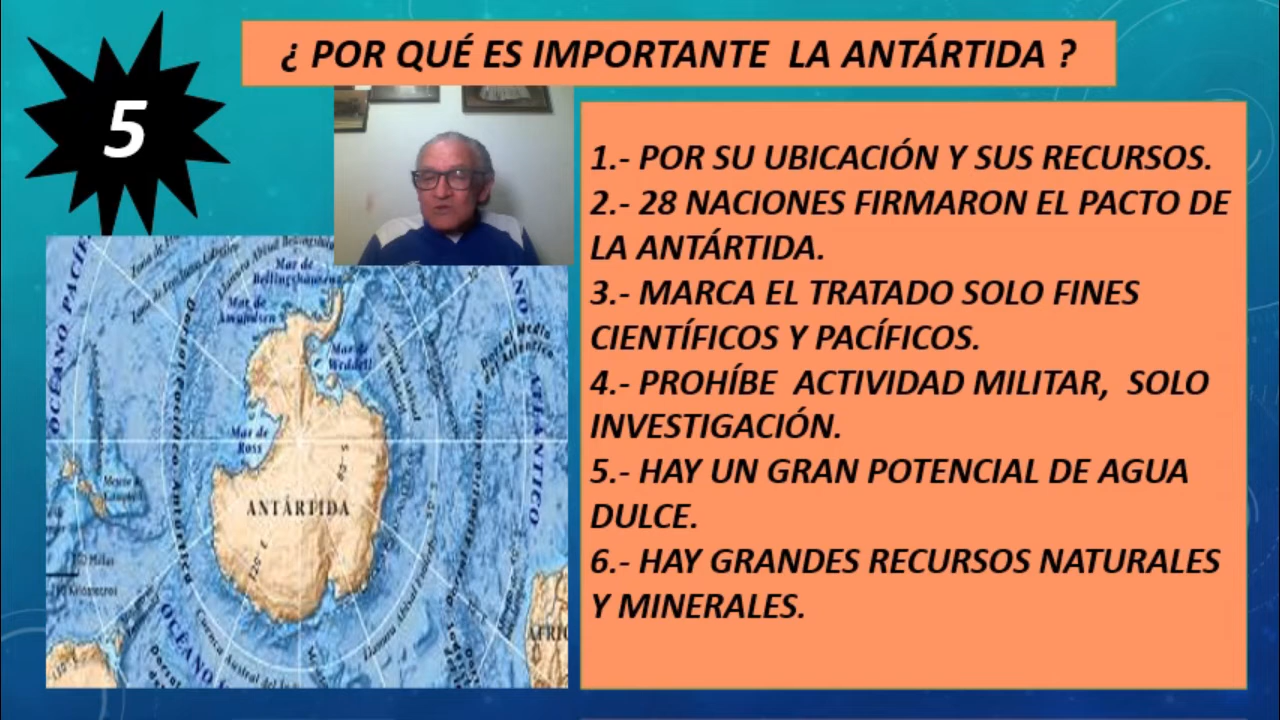 5
¿ POR QUÉ ES IMPORTANTE LA ANTÁRTIDA ?
1.- POR SU UBICACIÓN Y SUS RECURSOS.
2.- 28 NACIONES FIRMARON EL PACTO DE
LA ANTÁRTIDA.
3.- MARCA EL TRATADO SOLO FINES
CIENTÍFICOS Y PACÍFICOS.
4.- PROHÍBE ACTIVIDAD MILITAR, SOLO
INVESTIGACIÓN.
5.- HAY UN GRAN POTENCIAL DE AGUA
DULCE.
6.- HAY GRANDES RECURSOS NATURALES
Y MINERALES.
Mar de
Bellingshausen
Mar de
Amundsen
Mar de
Weddell
Mar de
Ross
ANTÁRTIDA
OCÉANO
ATLÁNTICO